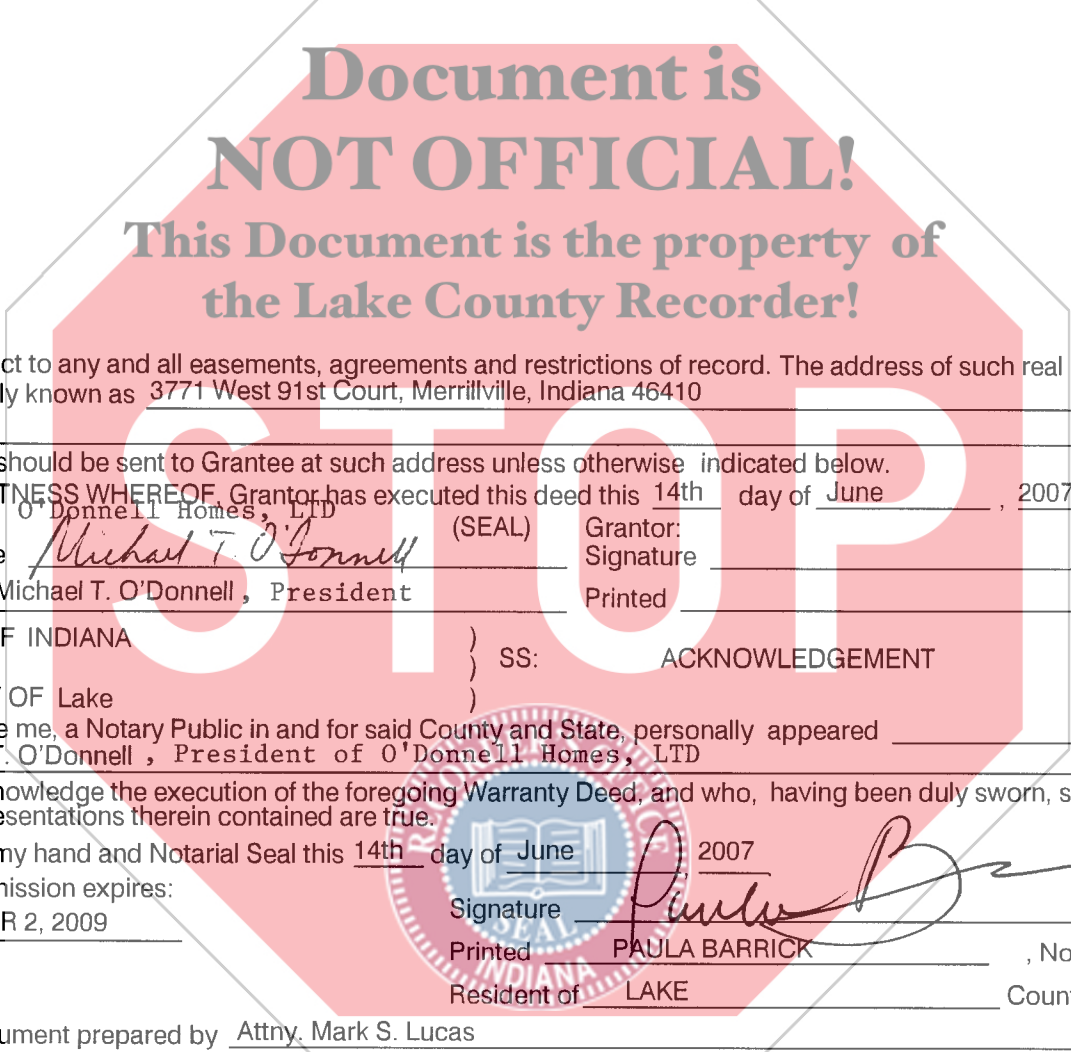 Document is
NOT OFFICIAL!
This Document is the property of
the Lake County Recorder!
STOP
ct to any and all easements, agreements and restrictions of record. The address of such real
ly known as 3771 West 91st Court, Merrillville, Indiana 46410
should be sent to Grantee at such address unless otherwise indicated below.
TNESS WHEREOF, Grantor has executed this deed this 14th day of June , 2007
O'Donnell Homes, LTD
(SEAL) Grantor:
e Michael T. O'Donnell Signature
Michael T. O'Donnell , President Printed
F INDIANA )
) SS: ACKNOWLEDGEMENT
OF Lake )
e me, a Notary Public in and for said County and State, personally appeared
T. O'Donnell , President of O'Donnell Homes, LTD
nowledge the execution of the foregoing Warranty Deed, and who, having been duly sworn, s
esentations therein contained are true.
my hand and Notarial Seal this 14th day of June , 2007
nission expires:
R 2, 2009
Signature Paula B
Printed PAULA BARRICK , No
Resident of LAKE Coun
ument prepared by Attny. Mark S. Lucas
RECORDER'S OFFICE
SEAL
INDIANA